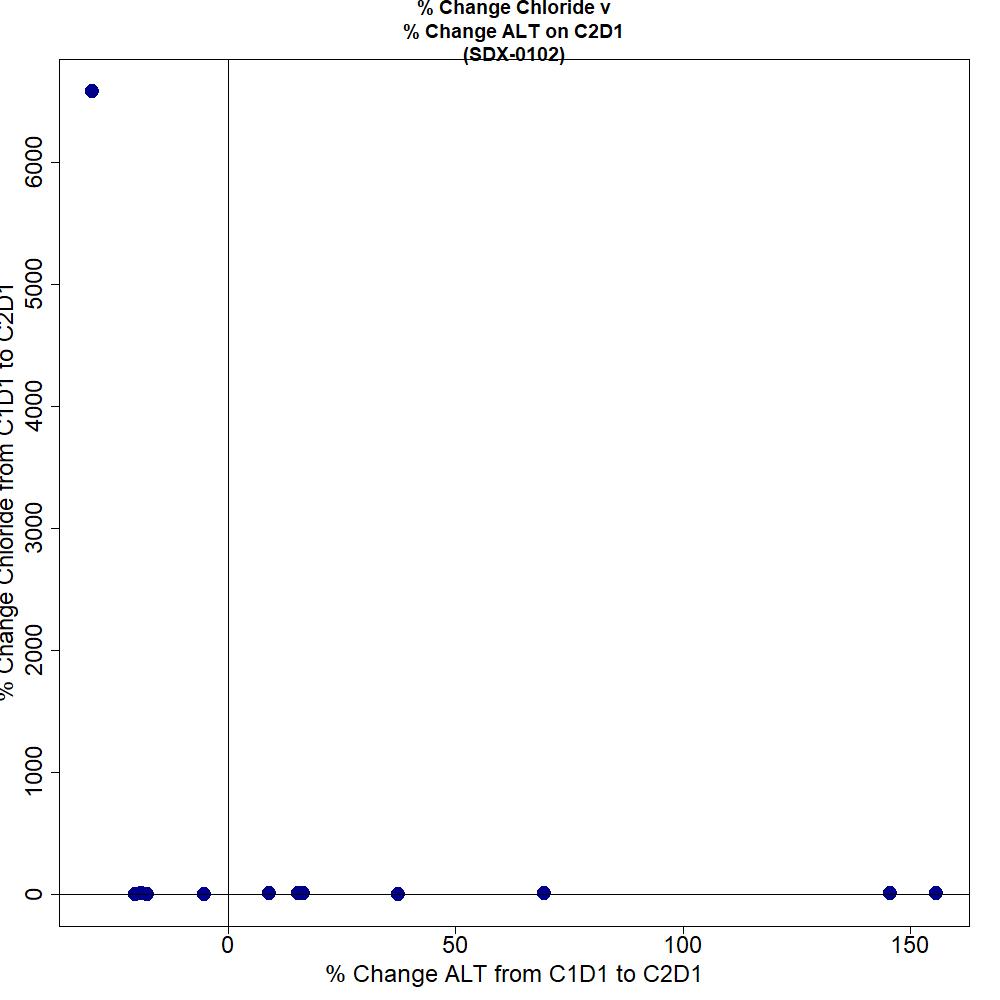 % Change Chloride v
% Change ALT on C2D1
(SDX-0102)
% Change Chloride from C1D1 to C2D1
6000
5000
4000
3000
2000
1000
0
0 50 100 150
% Change ALT from C1D1 to C2D1